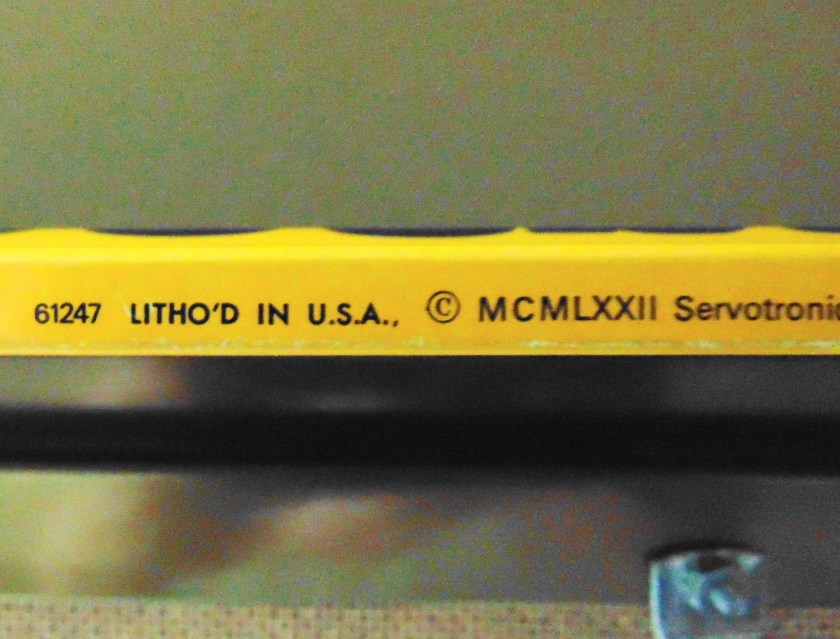 61247 LITHO'D IN U.S.A., © MCMLXXII Servotronic